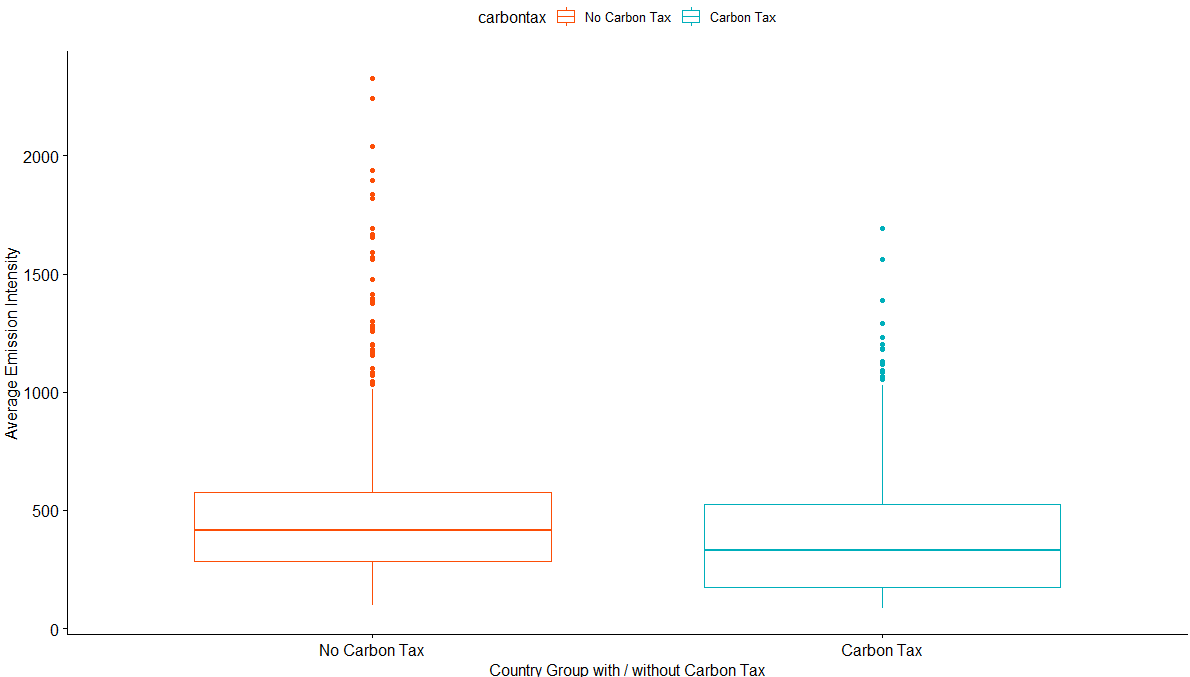 carbontax No Carbon Tax Carbon Tax
Average Emission Intensity
2000
1500
1000
500
0
No Carbon Tax Carbon Tax
Country Group with / without Carbon Tax